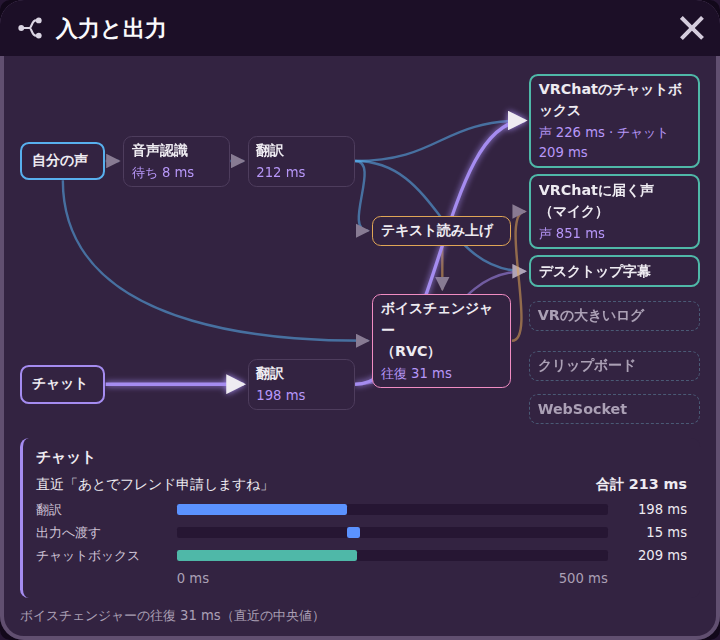 入力と出力
自分の声
音声認識
待ち 8 ms
翻訳
212 ms
VRChatのチャットボ
ックス
声 226 ms · チャット
209 ms
VRChatに届く声
（マイク）
声 851 ms
テキスト読み上げ
デスクトップ字幕
ボイスチェンジャ
ー
（RVC）
往復 31 ms
VRの大きいログ
クリップボード
WebSocket
チャット
翻訳
198 ms
チャット
直近「あとでフレンド申請しますね」 合計 213 ms
翻訳 198 ms
出力へ渡す 15 ms
チャットボックス 209 ms
0 ms 500 ms
ボイスチェンジャーの往復 31 ms（直近の中央値）